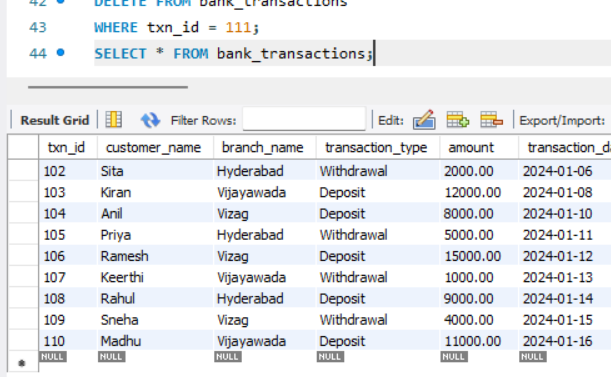 42 DELETE FROM bank_transactions
43 WHERE txn_id = 111;
44 SELECT * FROM bank_transactions;
Result Grid Filter Rows: Edit: Export/Import:
txn_id customer_name branch_name transaction_type amount transaction_da
102 Sita Hyderabad Withdrawal 2000.00 2024-01-06
103 Kiran Vijayawada Deposit 12000.00 2024-01-08
104 Anil Vizag Deposit 8000.00 2024-01-10
105 Priya Hyderabad Withdrawal 5000.00 2024-01-11
106 Ramesh Vizag Deposit 15000.00 2024-01-12
107 Keerthi Vijayawada Withdrawal 1000.00 2024-01-13
108 Rahul Hyderabad Deposit 9000.00 2024-01-14
109 Sneha Vizag Withdrawal 4000.00 2024-01-15
110 Madhu Vijayawada Deposit 11000.00 2024-01-16
NULL NULL NULL NULL NULL NULL